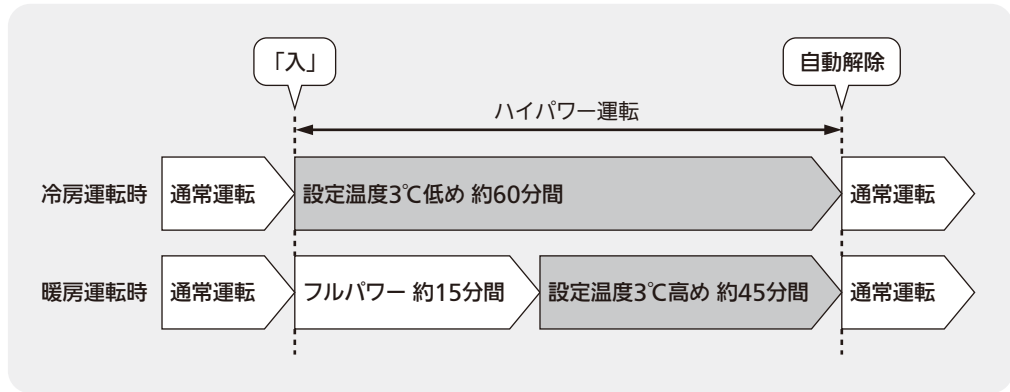 「入」
自動解除
ハイパワー運転
冷房運転時
通常運転
設定温度3℃低め 約60分間
通常運転
暖房運転時
通常運転
フルパワー 約15分間
設定温度3℃高め 約45分間
通常運転